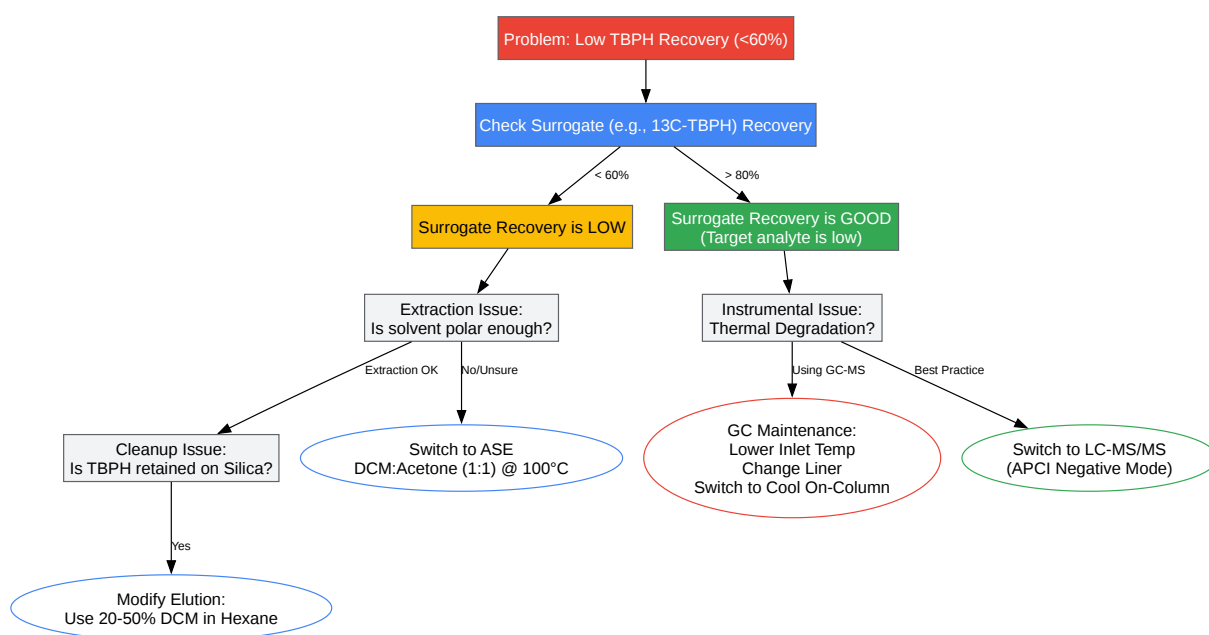 Problem: Low TBPH Recovery (<60%)
Check Surrogate (e.g., 13C-TBPH) Recovery
< 60%
> 80%
Surrogate Recovery is LOW
Surrogate Recovery is GOOD
(Target analyte is low)
Extraction Issue:
Is solvent polar enough?
Instrumental Issue:
Thermal Degradation?
Extraction OK
No/Unsure
Using GC-MS
Best Practice
Cleanup Issue:
Is TBPH retained on Silica?
Switch to ASE
DCM:Acetone (1:1) @ 100°C
GC Maintenance:
Lower Inlet Temp
Change Liner
Switch to Cool On-Column
Switch to LC-MS/MS
(APCI Negative Mode)
Yes
Modify Elution:
Use 20-50% DCM in Hexane